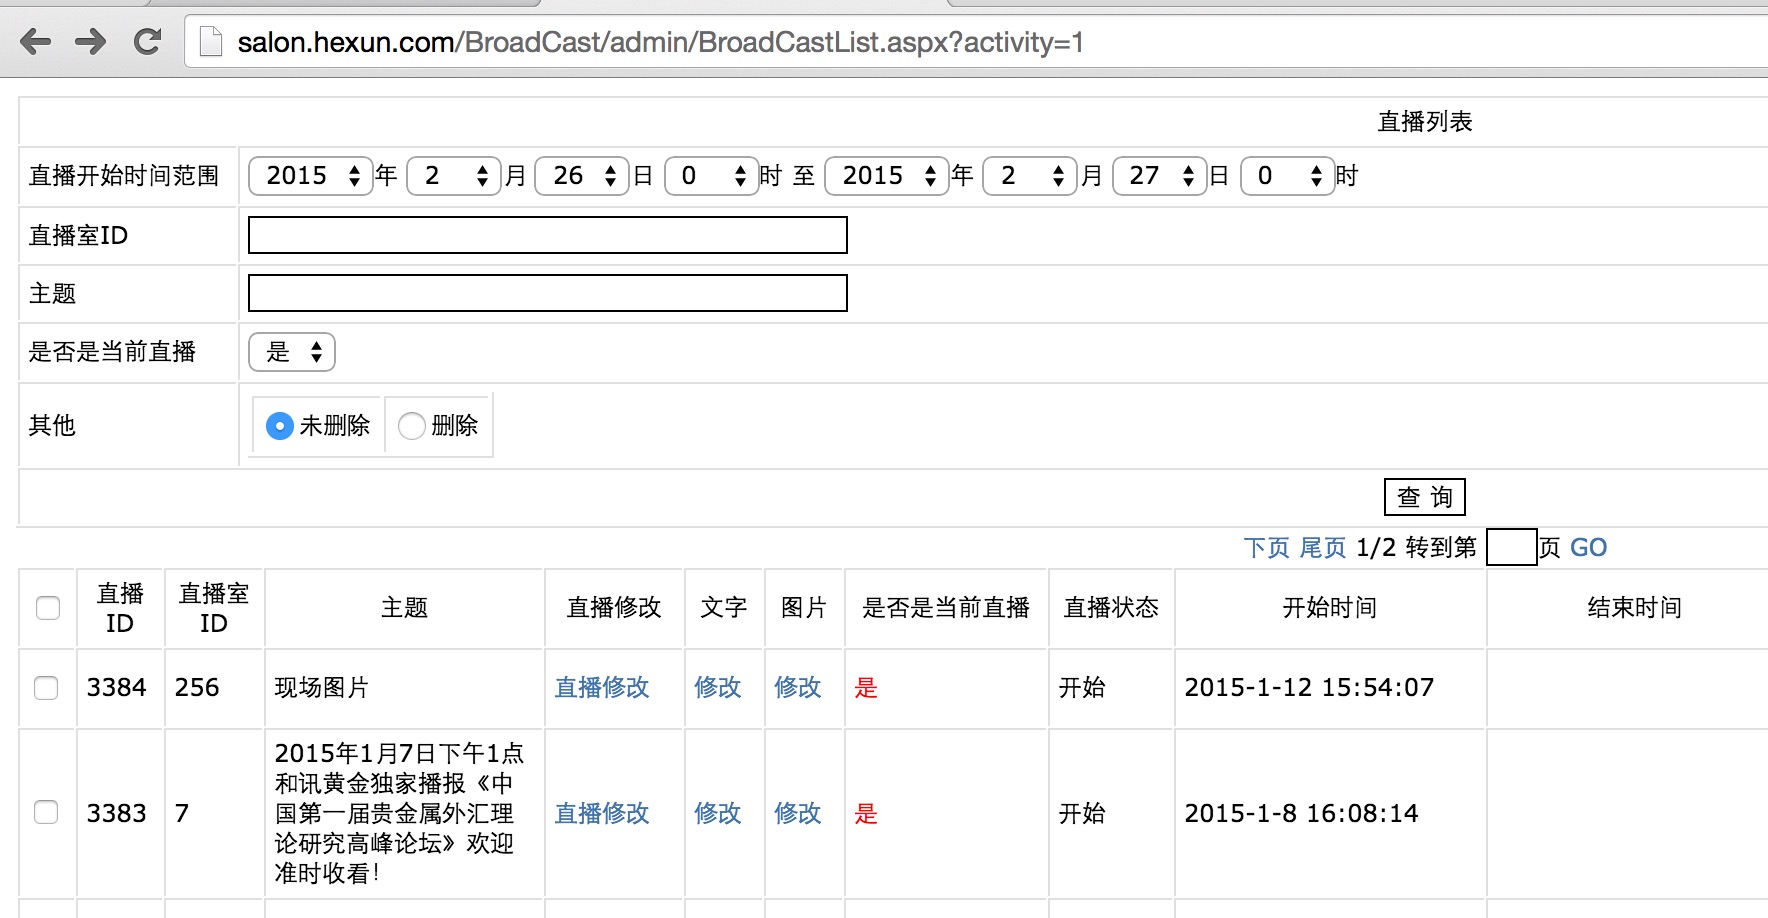 salon.hexun.com/BroadCast/admin/BroadCastList.aspx?activity=1
直播列表
直播开始时间范围 2015 年 2 月 26 日 0 时 至 2015 年 2 月 27 日 0 时
直播室ID
主题
是否是当前直播 是
其他 未删除 删除
查 询
下页 尾页 1/2 转到第 页 GO
直播ID 直播室ID 主题 直播修改 文字 图片 是否是当前直播 直播状态 开始时间 结束时间
3384 256 现场图片 直播修改 修改 修改 是 开始 2015-1-12 15:54:07
2015年1月7日下午1点
和讯黄金独家播报《中
3383 7 国第一届贵金属外汇理 直播修改 修改 修改 是 开始 2015-1-8 16:08:14
论研究高峰论坛》欢迎
准时收看！